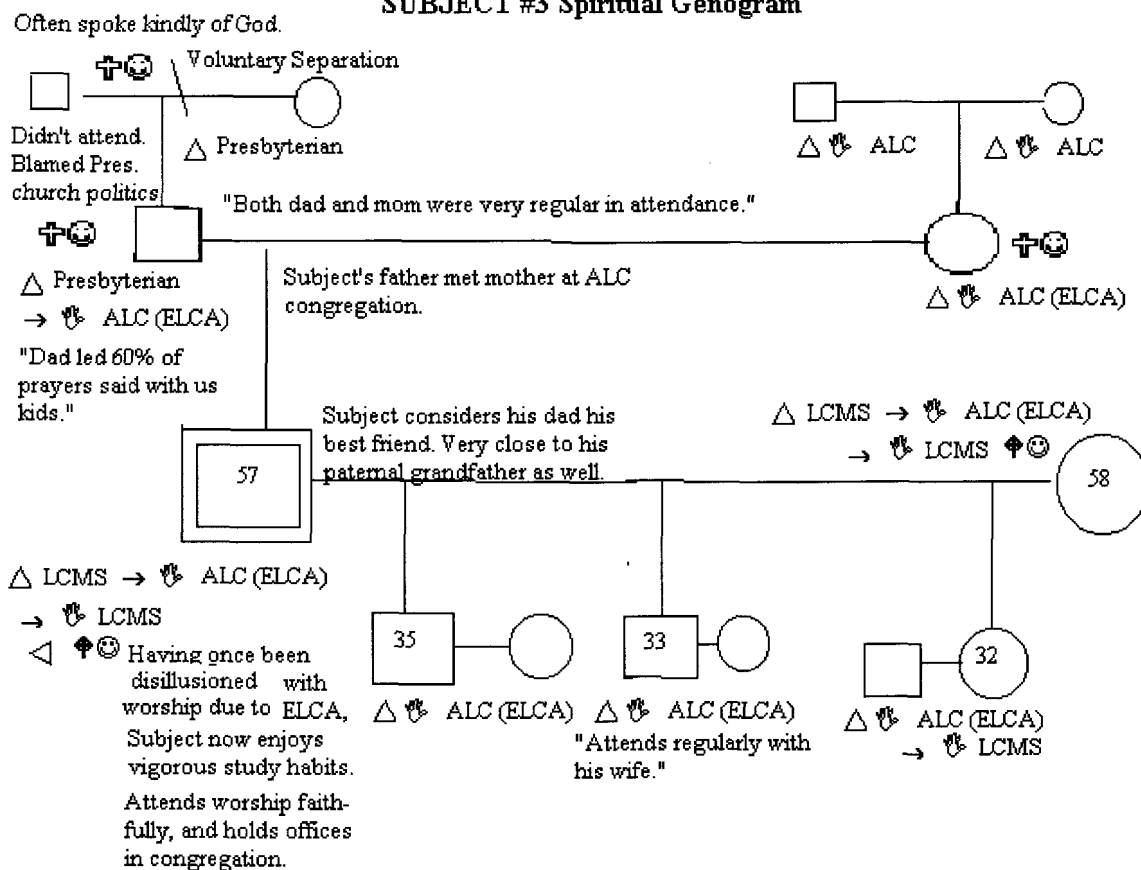 SUBJECT #3 Spiritual Genogram
Often spoke kindly of God.
Voluntary Separation
Didn't attend.
Blamed Pres.
church politics
Presbyterian
ALC
ALC
"Both dad and mom were very regular in attendance."
Presbyterian
→ ALC (ELCA)
Subject's father met mother at ALC
congregation.
ALC (ELCA)
"Dad led 60% of
prayers said with us
kids."
Subject considers his dad his
best friend. Very close to his
paternal grandfather as well.
LCMS → ALC (ELCA)
→ LCMS
57
58
LCMS → ALC (ELCA)
→ LCMS
Having once been
disillusioned with
worship due to ELCA,
Subject now enjoys
vigorous study habits.
Attends worship faith-
fully, and holds offices
in congregation.
35
33
32
ALC (ELCA)
ALC (ELCA)
"Attends regularly with
his wife."
ALC (ELCA)
→ LCMS